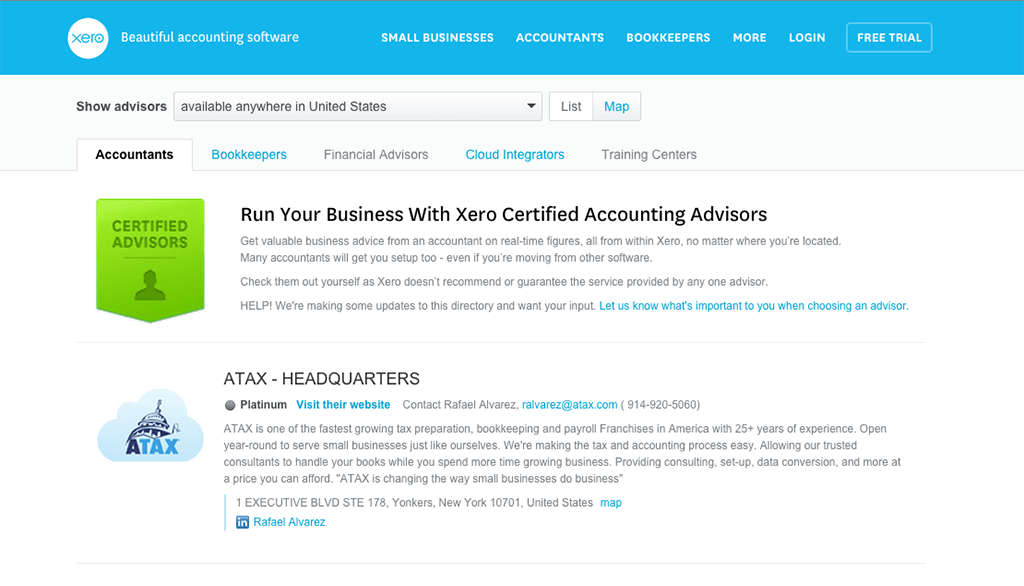 xero Beautiful accounting software SMALL BUSINESSES ACCOUNTANTS BOOKKEEPERS MORE LOGIN FREE TRIAL
Show advisors available anywhere in United States List Map
Accountants Bookkeepers Financial Advisors Cloud Integrators Training Centers
CERTIFIED
ADVISORS
Run Your Business With Xero Certified Accounting Advisors
Get valuable business advice from an accountant on real-time figures, all from within Xero, no matter where you're located.
Many accountants will get you setup too - even if you're moving from other software.
Check them out yourself as Xero doesn't recommend or guarantee the service provided by any one advisor.
HELP! We're making some updates to this directory and want your input. Let us know what's important to you when choosing an advisor.
ATAX
ATAX - HEADQUARTERS
Platinum Visit their website Contact Rafael Alvarez, ralvarez@atax.com ( 914-920-5060)
ATAX is one of the fastest growing tax preparation, bookkeeping and payroll Franchises in America with 25+ years of experience. Open
year-round to serve small businesses just like ourselves. We're making the tax and accounting process easy. Allowing our trusted
consultants to handle your books while you spend more time growing business. Providing consulting, set-up, data conversion, and more at
a price you can afford. "ATAX is changing the way small businesses do business"
1 EXECUTIVE BLVD STE 178, Yonkers, New York 10701, United States map
in Rafael Alvarez